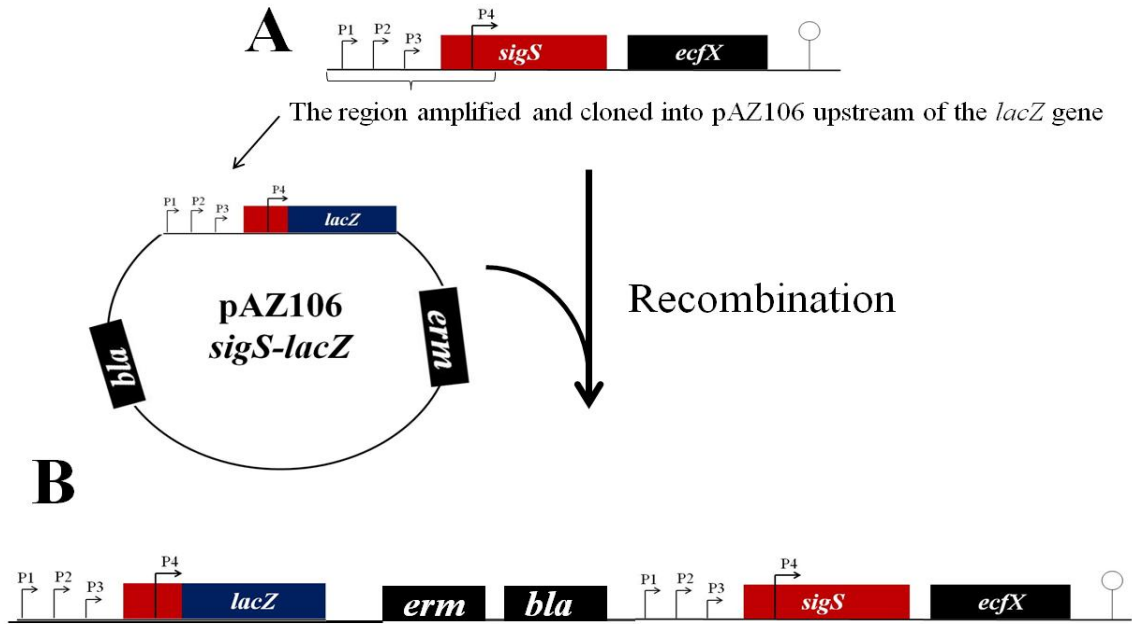 A
P1 P2 P3 P4
sigS ecfX
The region amplified and cloned into pAZ106 upstream of the lacZ gene
P1 P2 P3 P4
lacZ
pAZ106
sigS-lacZ
bla
erm
Recombination
B
P1 P2 P3 P4 P1 P2 P3 P4
lacZ erm bla sigS ecfX